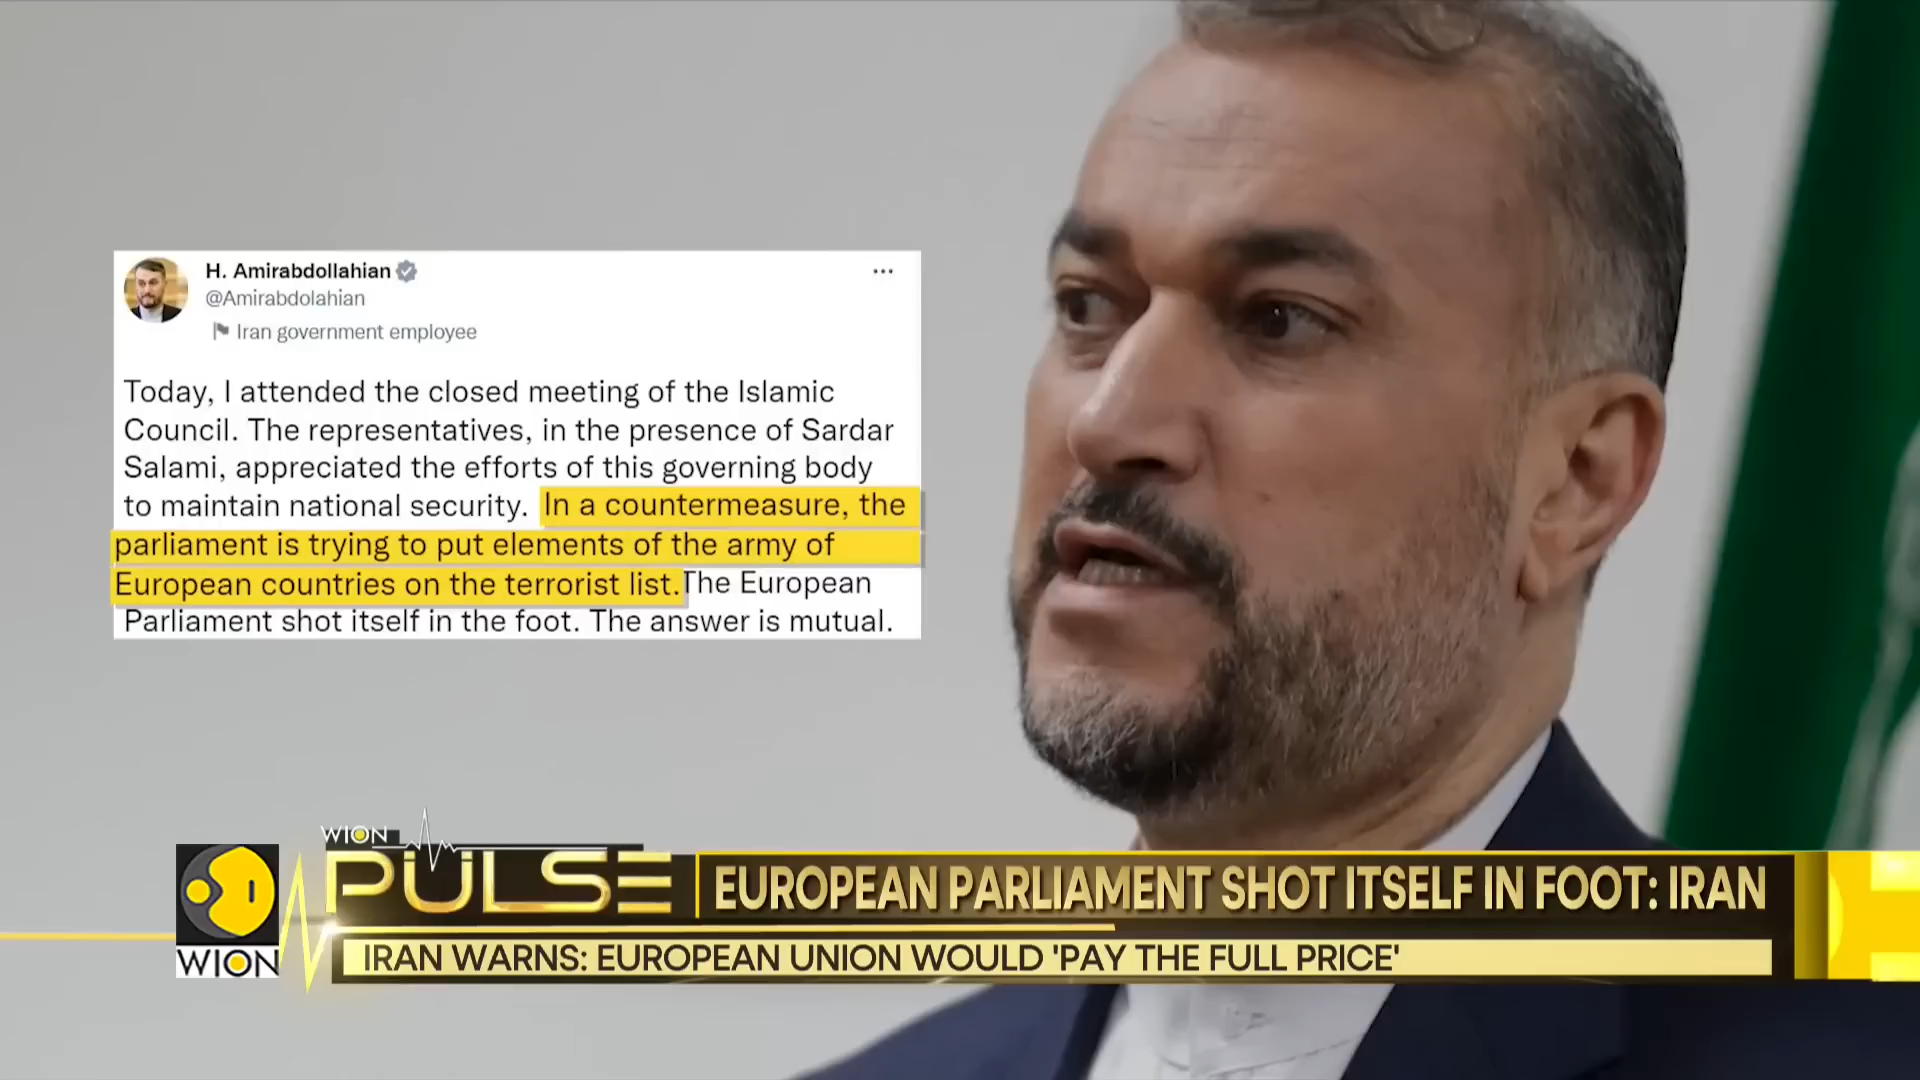 H. Amirabdollahian
@Amirabdolahian
Iran government employee
Today, I attended the closed meeting of the Islamic
Council. The representatives, in the presence of Sardar
Salami, appreciated the efforts of this governing body
to maintain national security. In a countermeasure, the
parliament is trying to put elements of the army of
European countries on the terrorist list. The European
Parliament shot itself in the foot. The answer is mutual.
WION
PULSE
EUROPEAN PARLIAMENT SHOT ITSELF IN FOOT: IRAN
WION
IRAN WARNS: EUROPEAN UNION WOULD 'PAY THE FULL PRICE'